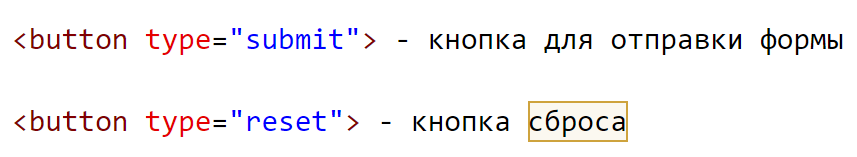 <button type="submit"> - кнопка для отправки формы
<button type="reset"> - кнопка сброса